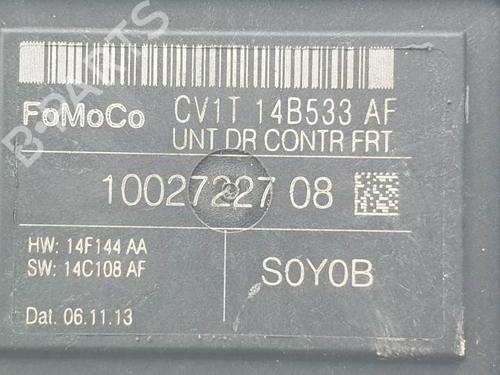 FoMoCo CV1T 14B533 AF
UNT DR CONTR FRT
10027227 08
HW: 14F144 AA
SW: 14C108 AF
S0Y0B
Dat. 06.11.13
B-PARTS